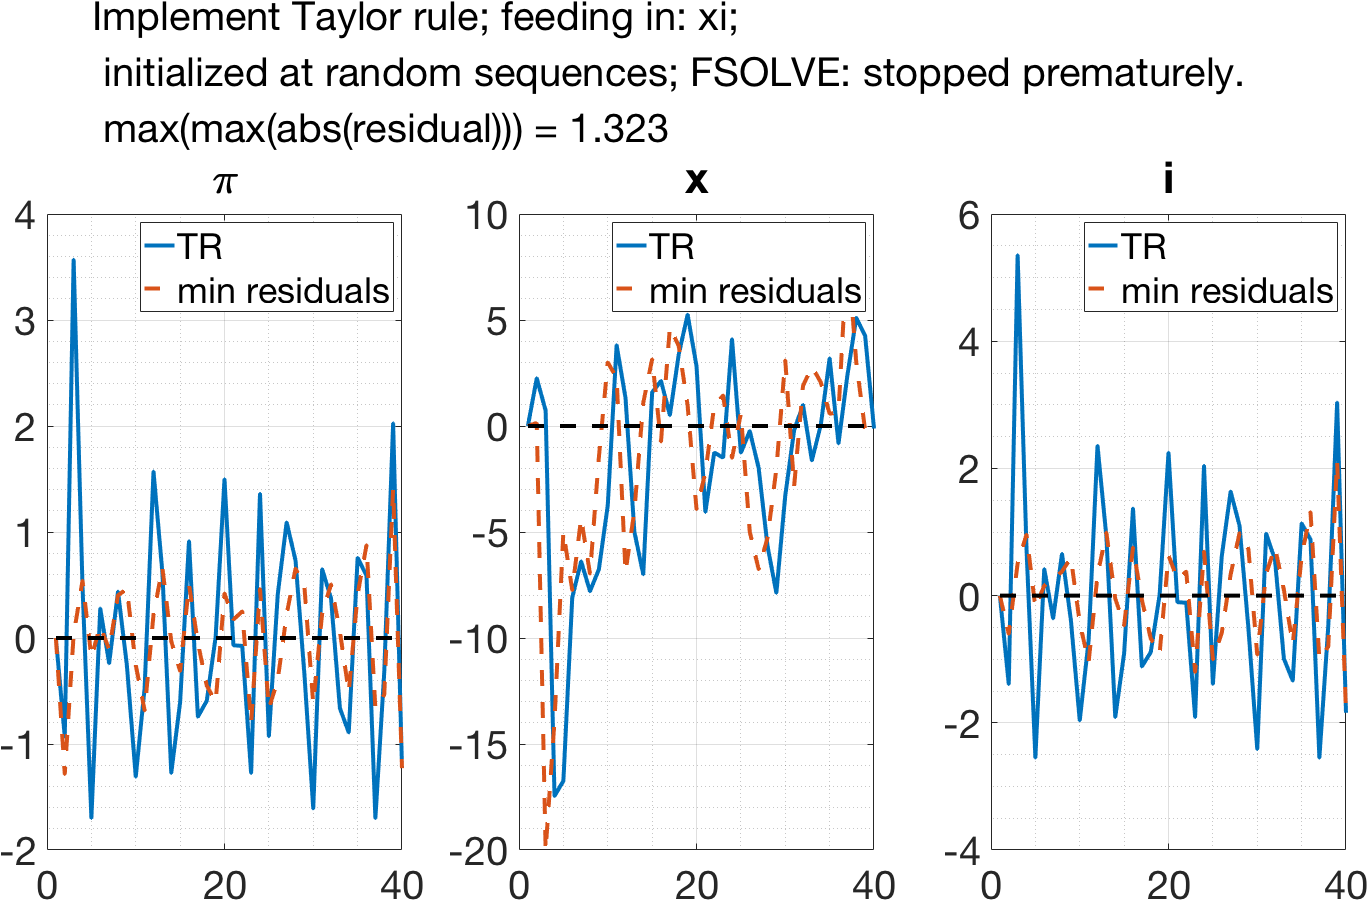 Implement Taylor rule; feeding in: xi;
initialized at random sequences; FSOLVE: stopped prematurely.
max(max(abs(residual))) = 1.323
π
TR
min residuals
4
3
2
1
0
-1
-2
0
20
40
x
TR
min residuals
10
5
0
-5
-10
-15
-20
0
20
40
i
TR
min residuals
6
4
2
0
-2
-4
0
20
40